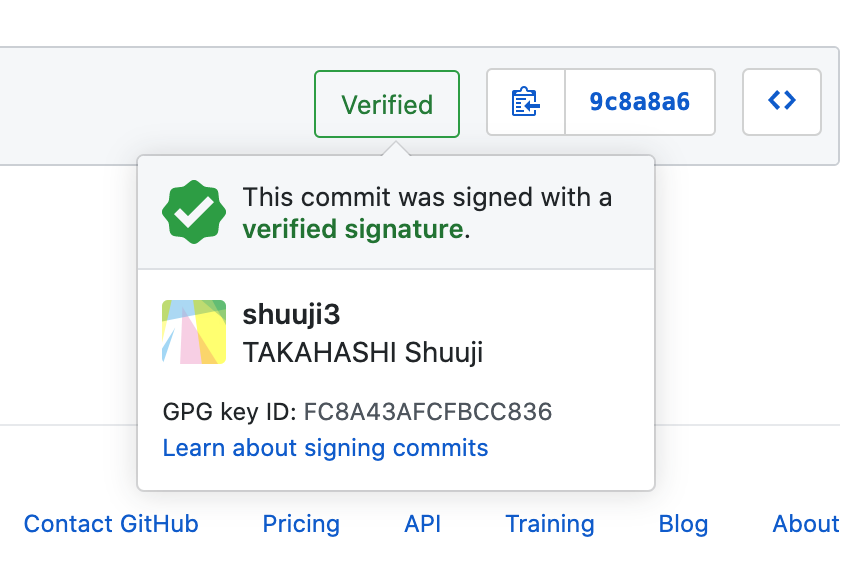 Verified
9c8a8a6
This commit was signed with a
verified signature.
shuuji3
TAKAHASHI Shuuji
GPG key ID: FC8A43AFCFBCC836
Learn about signing commits
Contact GitHub Pricing API Training Blog About